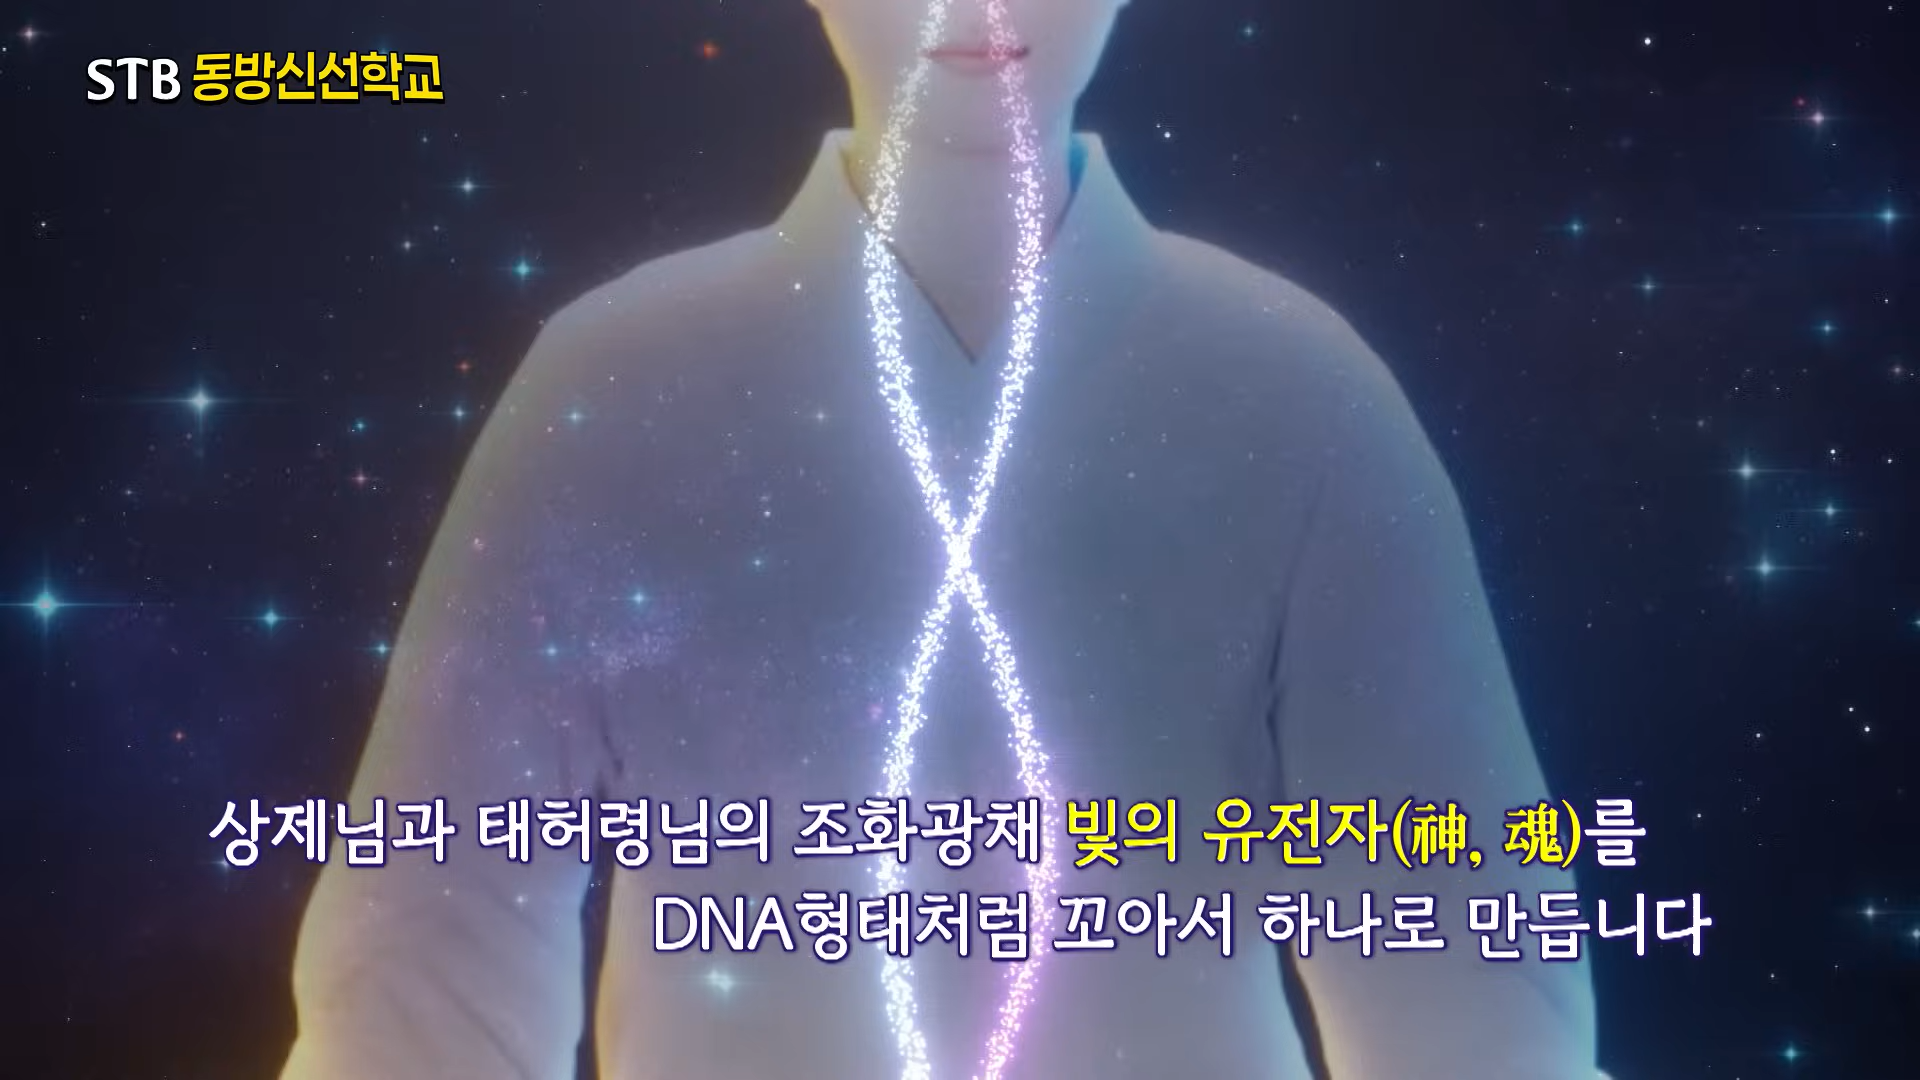 STB 동방신선학교
상제님과 태허령님의 조화광채 빛의 유전자(神, 魂)를
DNA형태처럼 꼬아서 하나로 만듭니다